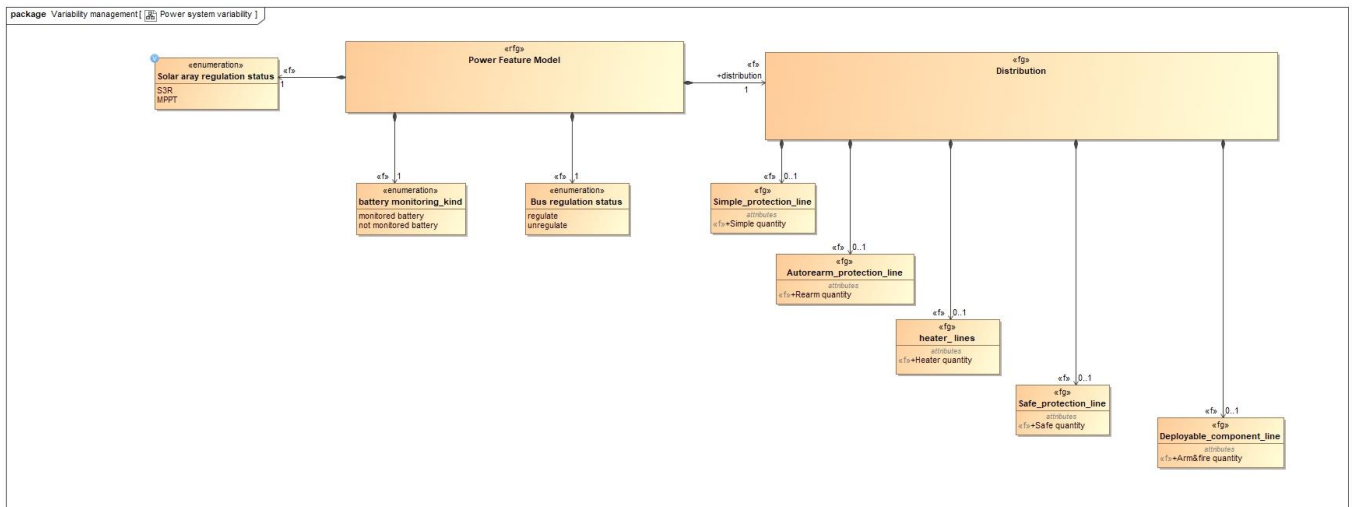 package Variability management [ Power system variability ]
«rfg»
Power Feature Model
«fg»
Distribution
«f»
+distribution
1
«enumeration»
Solar aray regulation status
S3R
MPPT
«f»
1
«f» 1
«enumeration»
battery monitoring_kind
monitored battery
not monitored battery
«f» 1
«enumeration»
Bus regulation status
regulate
unregulate
«f» 0..1
«fg»
Simple_protection_line
attributes
«f»+Simple quantity
«f» 0..1
«fg»
Autorearm_protection_line
attributes
«f»+Rearm quantity
«f» 0..1
«fg»
heater_ lines
attributes
«f»+Heater quantity
«f» 0..1
«fg»
Safe_protection_line
attributes
«f»+Safe quantity
«f» 0..1
«fg»
Deployable_component_line
attributes
«f»+Arm&fire quantity